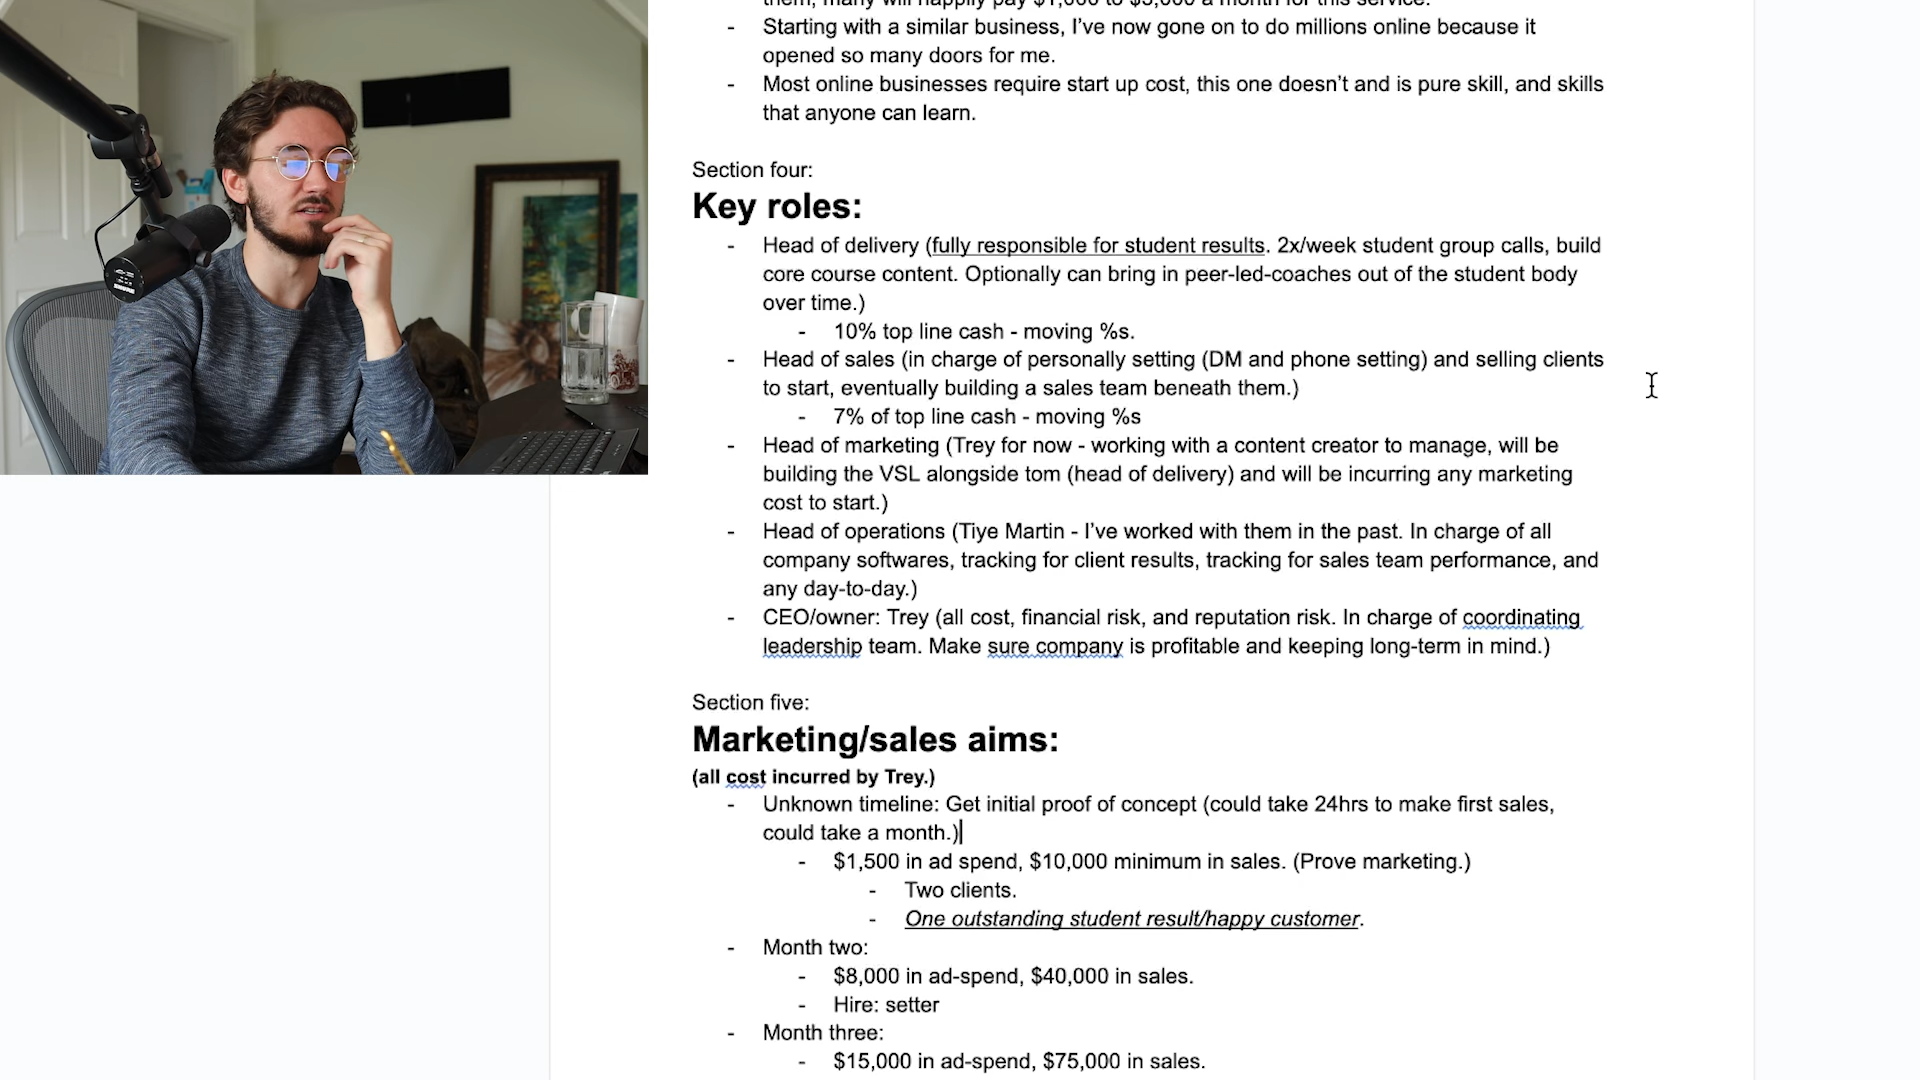 them, many will happily pay $1,000 to $3,000 a month for this service.
- Starting with a similar business, I've now gone on to do millions online because it
opened so many doors for me.
- Most online businesses require start up cost, this one doesn't and is pure skill, and skills
that anyone can learn.
Section four:
Key roles:
- Head of delivery (fully responsible for student results. 2x/week student group calls, build
core course content. Optionally can bring in peer-led-coaches out of the student body
over time.)
- 10% top line cash - moving %s.
- Head of sales (in charge of personally setting (DM and phone setting) and selling clients
to start, eventually building a sales team beneath them.)
- 7% of top line cash - moving %s
- Head of marketing (Trey for now - working with a content creator to manage, will be
building the VSL alongside tom (head of delivery) and will be incurring any marketing
cost to start.)
- Head of operations (Tiye Martin - I've worked with them in the past. In charge of all
company softwares, tracking for client results, tracking for sales team performance, and
any day-to-day.)
- CEO/owner: Trey (all cost, financial risk, and reputation risk. In charge of coordinating
leadership team. Make sure company is profitable and keeping long-term in mind.)
Section five:
Marketing/sales aims:
(all cost incurred by Trey.)
- Unknown timeline: Get initial proof of concept (could take 24hrs to make first sales,
could take a month.)
- $1,500 in ad spend, $10,000 minimum in sales. (Prove marketing.)
- Two clients.
- One outstanding student result/happy customer.
- Month two:
- $8,000 in ad-spend, $40,000 in sales.
- Hire: setter
- Month three:
- $15,000 in ad-spend, $75,000 in sales.